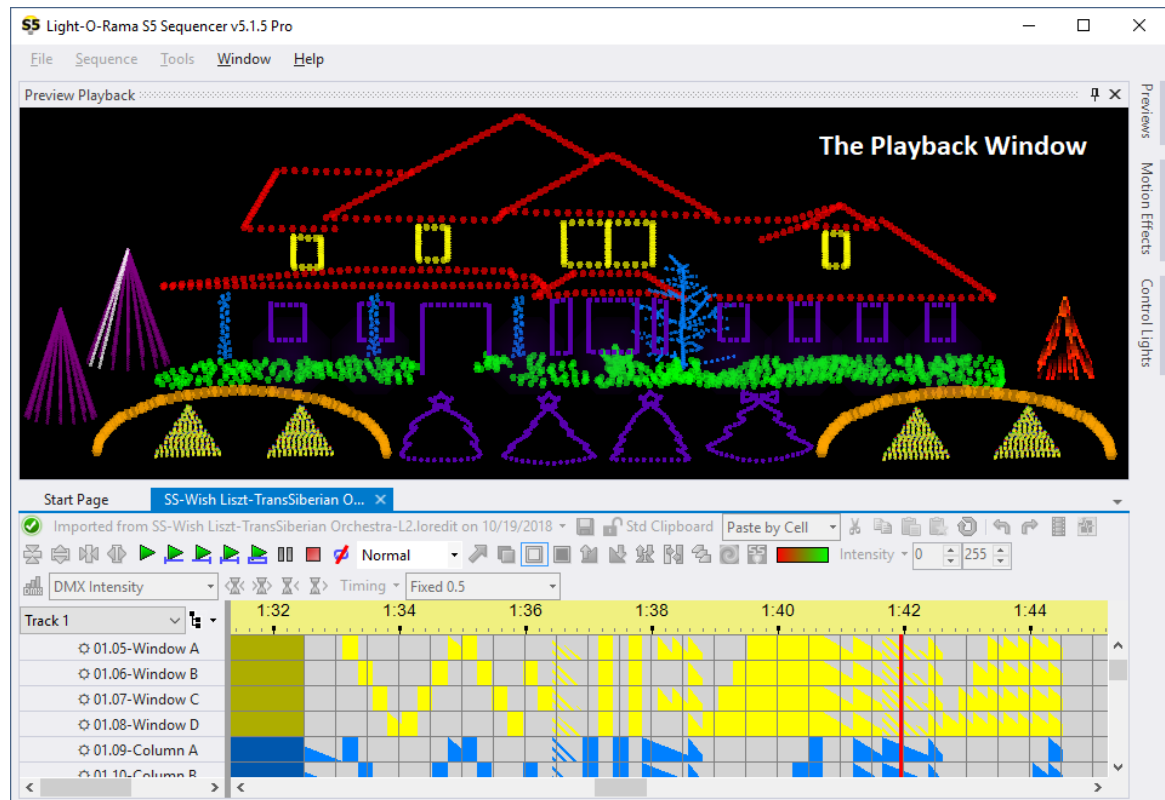 S5 Light-O-Rama S5 Sequencer v5.1.5 Pro
File Sequence Tools Window Help
Preview Playback
The Playback Window
Previews
Motion Effects
Control Lights
Start Page SS-Wish Liszt-TransSiberian O...
Imported from SS-Wish Liszt-TransSiberian Orchestra-L2.loredit on 10/19/2018 Std Clipboard Paste by Cell
Normal Intensity 0 255
DMX Intensity Timing Fixed 0.5
Track 1 1:32 1:34 1:36 1:38 1:40 1:42 1:44
01.05-Window A
01.06-Window B
01.07-Window C
01.08-Window D
01.09-Column A
01.10-Column B